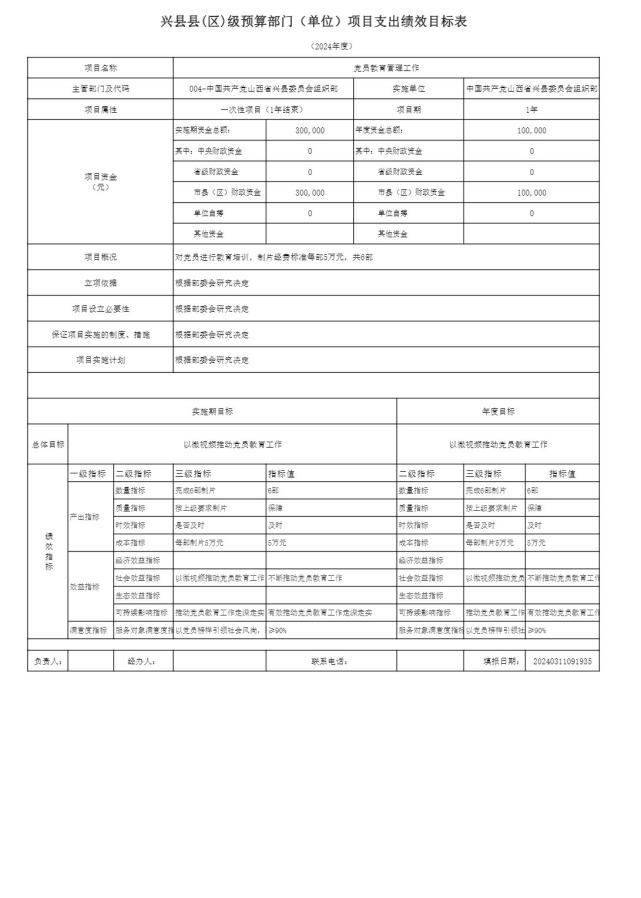 兴县县(区)级预算部门（单位）项目支出绩效目标表
（2024年度）
项目名称 党员教育管理工作
主管部门及代码 004-中国共产党山西省兴县委员会组织部 实施单位 中国共产党山西省兴县委员会组织部
项目属性 一次性项目（1年结束） 项目期 1年
项目资金（元） 实施期资金总额： 300,000 年度资金总额： 100,000
其中：中央财政资金 0 其中：中央财政资金 0
省级财政资金 0 省级财政资金 0
市县（区）财政资金 300,000 市县（区）财政资金 100,000
单位自筹 0 单位自筹 0
其他资金 其他资金
项目概况 对党员进行教育培训，制片经费标准每部5万元，共6部
立项依据 根据部委会研究决定
项目设立必要性 根据部委会研究决定
保证项目实施的制度、措施 根据部委会研究决定
项目实施计划 根据部委会研究决定
实施期目标 年度目标
总体目标 以微视频推动党员教育工作 以微视频推动党员教育工作
绩效指标 一级指标 二级指标 三级指标 指标值 二级指标 三级指标 指标值
产出指标 数量指标 完成6部制片 6部 数量指标 完成6部制片 6部
质量指标 按上级要求制片 保障 质量指标 按上级要求制片 保障
时效指标 是否及时 及时 时效指标 是否及时 及时
成本指标 每部制片5万元 5万元 成本指标 每部制片5万元 5万元
效益指标 经济效益指标 经济效益指标
社会效益指标 以微视频推动党员教育工作 不断推动党员教育工作 社会效益指标 以微视频推动党员 不断推动党员教育工作
生态效益指标 生态效益指标
可持续影响指标 推动党员教育工作走深走实 有效推动党员教育工作走深走实 可持续影响指标 推动党员教育工作 有效推动党员教育工作
满意度指标 服务对象满意度指 以党员榜样引领社会风尚， ≥90% 服务对象满意度指标 以党员榜样引领社 ≥90%
负责人： 经办人： 联系电话： 填报日期： 20240311091935